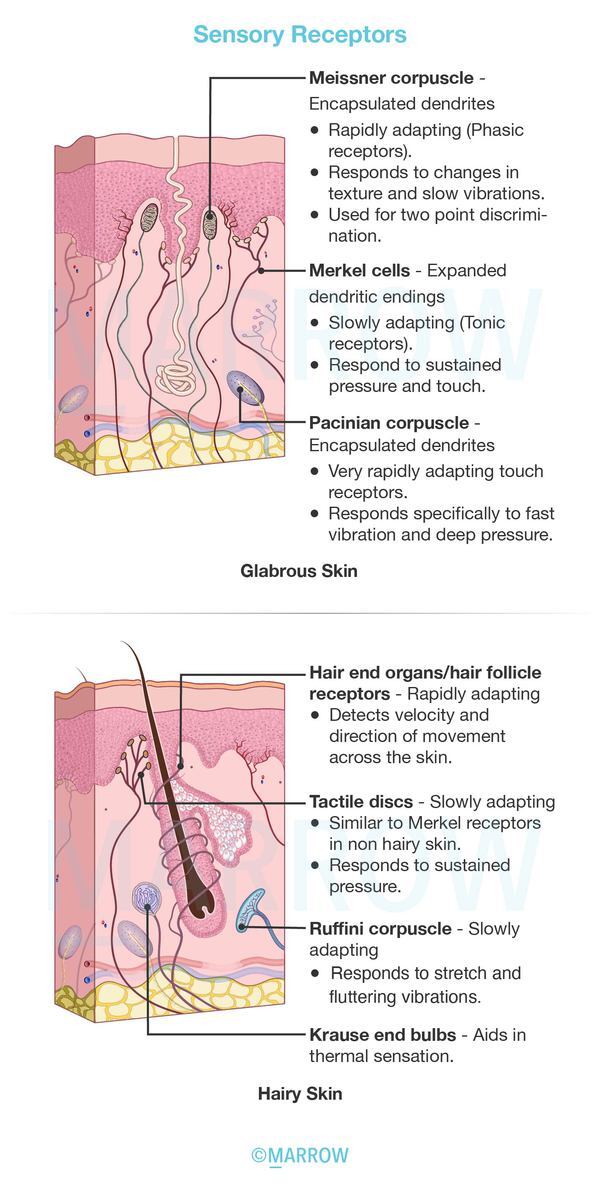 Sensory Receptors
Meissner corpuscle -
Encapsulated dendrites
● Rapidly adapting (Phasic
receptors).
● Responds to changes in
texture and slow vibrations.
● Used for two point discrimi-
nation.
Merkel cells - Expanded
dendritic endings
● Slowly adapting (Tonic
receptors).
● Respond to sustained
pressure and touch.
Pacinian corpuscle -
Encapsulated dendrites
● Very rapidly adapting touch
receptors.
● Responds specifically to fast
vibration and deep pressure.
Glabrous Skin
MARROW
Hair end organs/hair follicle
receptors - Rapidly adapting
● Detects velocity and
direction of movement
across the skin.
Tactile discs - Slowly adapting
● Similar to Merkel receptors
in non hairy skin.
● Responds to sustained
pressure.
Ruffini corpuscle - Slowly
adapting
● Responds to stretch and
fluttering vibrations.
Krause end bulbs - Aids in
thermal sensation.
Hairy Skin
MARROW
©MARROW